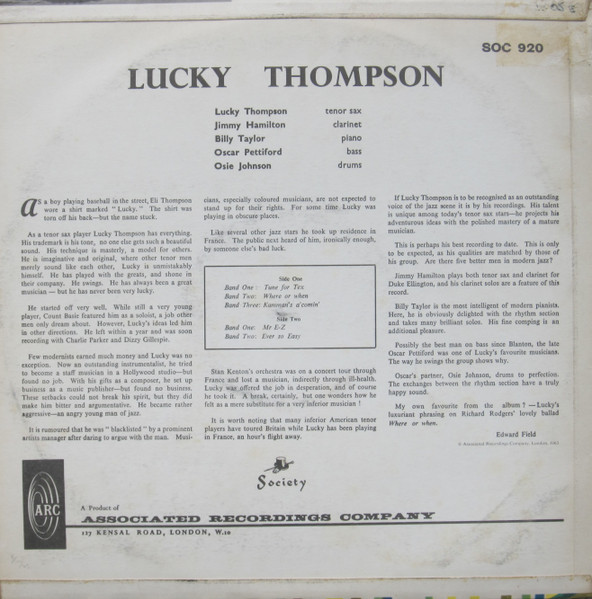 SOC 920
LUCKY THOMPSON
Lucky Thompson tenor sax
Jimmy Hamilton clarinet
Billy Taylor piano
Oscar Pettiford bass
Osie Johnson drums
As a boy playing baseball in the street, Eli Thompson
wore a shirt marked "Lucky." The shirt was
torn off his back—but the name stuck.
As a tenor sax player Lucky Thompson has everything.
His trademark is his tone, no one else gets such a beautiful
sound. His technique is masterly, a model for others.
He is imaginative and original, where other tenor men
merely sound like each other, Lucky is unmistakably
himself. He has played with the greats, and shone in
their company. He swings. He has always been a great
musician — but he has never been very lucky.
He started off very well. While still a very young
player, Count Basie featured him as a soloist, a job other
men only dream about. However, Lucky's ideas led him
in other directions. He left within a year and was soon
recording with Charlie Parker and Dizzy Gillespie.
Few modernists earned much money and Lucky was no
exception. Now an outstanding instrumentalist, he tried
to become a staff musician in a Hollywood studio—but
found no job. With his gifts as a composer, he set up
business as a music publisher—but found no business.
These setbacks could not break his spirit, but they did
make him bitter and argumentative. He became rather
aggressive—an angry young man of jazz.
It is rumoured that he was "blacklisted" by a prominent
artists manager after daring to argue with the man. Musi-
cians, especially coloured musicians, are not expected to
stand up for their rights. For some time Lucky was
playing in obscure places.
Like several other jazz stars he took up residence in
France. The public next heard of him, ironically enough,
by someone else's bad luck.
Side One
Band One : Tune for Tex
Band Two: Where or when
Band Three: Kamman's a'comin'
Side Two
Band One: Mr E-Z
Band Two: Ever so Easy
Stan Kenton's orchestra was on a concert tour through
France and lost a musician, indirectly through ill-health.
Lucky was offered the job in desperation, and of course
he took it. A break, certainly, but one wonders how he
felt as a mere substitute for a very inferior musician !
It is worth noting that many inferior American tenor
players have toured Britain while Lucky has been playing
in France, an hour's flight away.
If Lucky Thompson is to be recognised as an outstanding
voice of the jazz scene it is by his recordings. His talent
is unique among today's tenor sax stars—he projects his
adventurous ideas with the polished mastery of a mature
musician.
This is perhaps his best recording to date. This is only
to be expected, as his qualities are matched by those of
his group. Are there five better men in modern jazz?
Jimmy Hamilton plays both tenor sax and clarinet for
Duke Ellington, and his clarinet solos are a feature of this
record.
Billy Taylor is the most intelligent of modern pianists.
Here, he is obviously delighted with the rhythm section
and takes many brilliant solos. His fine comping is an
additional pleasure.
Possibly the best man on bass since Blanton, the late
Oscar Pettiford was one of Lucky's favourite musicians.
The way he swings the group shows why.
Oscar's partner, Osie Johnson, drums to perfection.
The exchanges between the rhythm section have a truly
happy sound.
My own favourite from the album ? — Lucky's
luxuriant phrasing on Richard Rodgers' lovely ballad
Where or when.
Edward Field
© Associated Recordings Company, London,
Society
ARC
A Product of
ASSOCIATED RECORDINGS COMPANY
127 KENSAL ROAD, LONDON, W.10